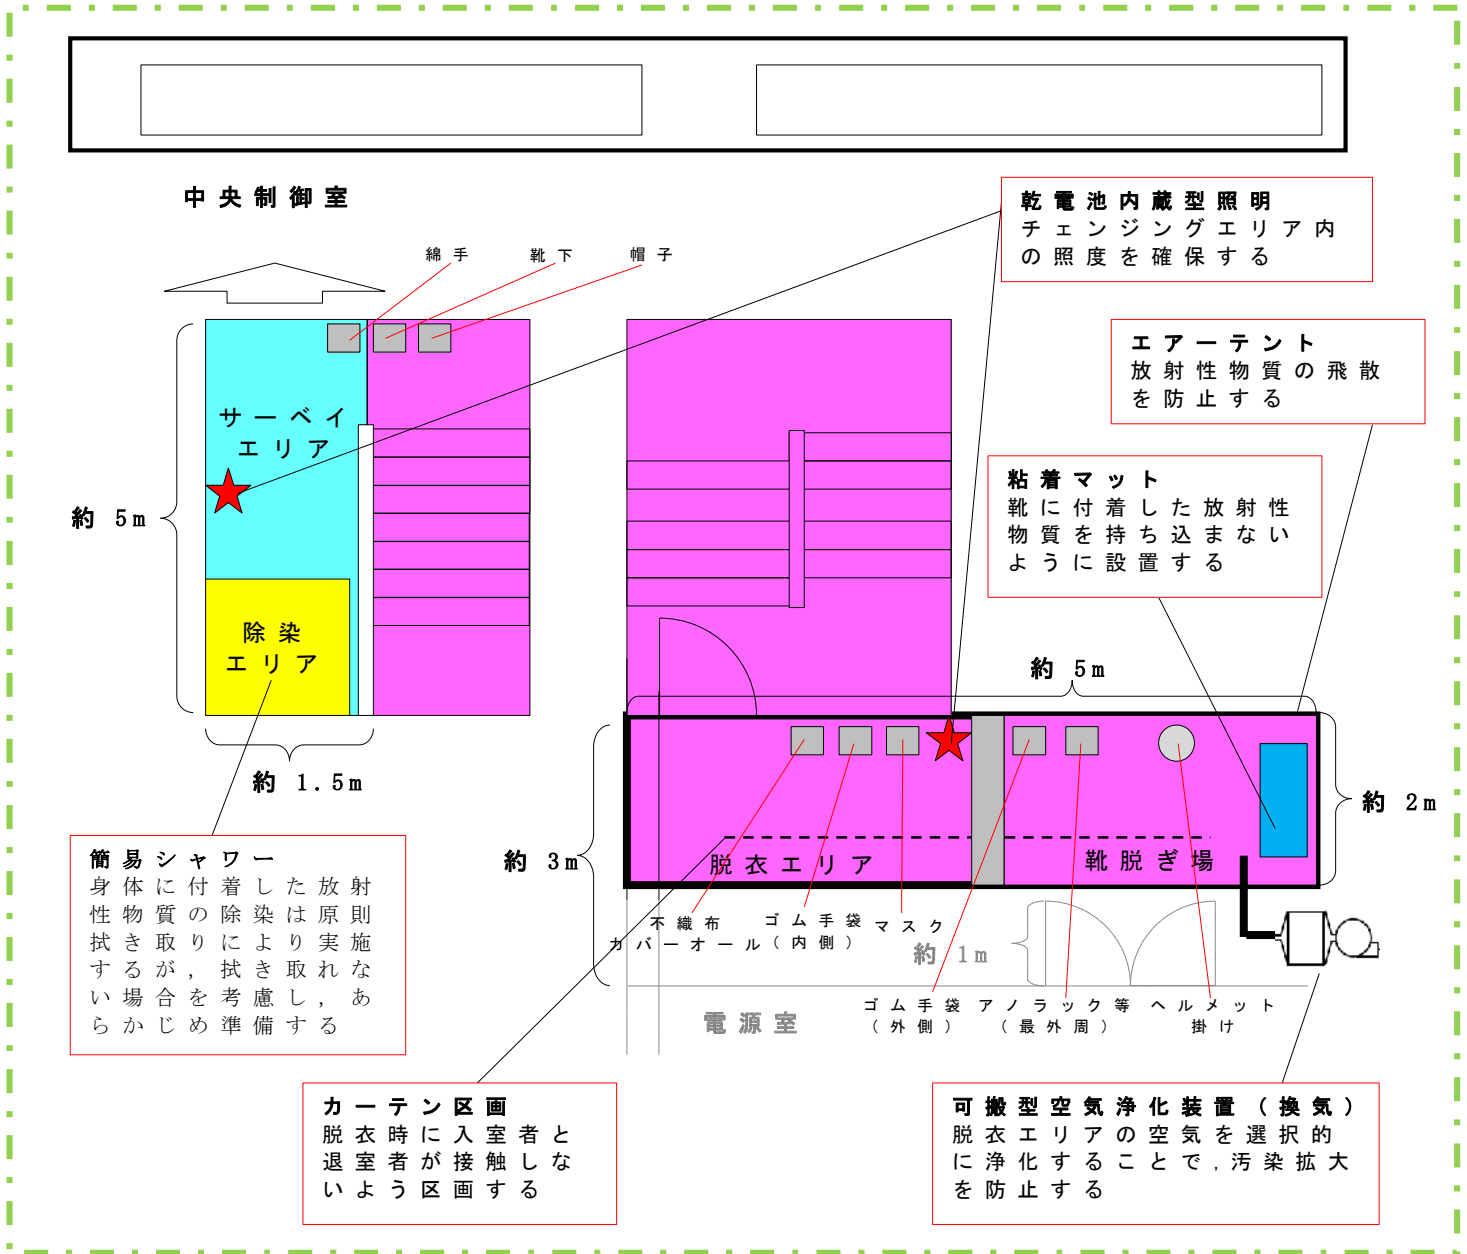 中央制御室
綿手
靴下
帽子
乾電池内蔵型照明
チェンジングエリア内
の照度を確保する
エアーテント
放射性物質の飛散
を防止する
サーベイ
エリア
粘着マット
靴に付着した放射性
物質を持ち込まない
ように設置する
約 5m
除染
エリア
約 5m
約 1.5m
約 2m
約 3m
脱衣エリア
靴脱ぎ場
簡易シャワー
身体に付着した放射
性物質の除染は原則
拭き取りにより実施
するが，拭き取れな
い場合を考慮し，あ
らかじめ準備する
不織布
カバーオール
ゴム手袋
（内側）
マスク
約 1m
ゴム手袋
（外側）
アノラック等
（最外周）
ヘルメット
掛け
電源室
カーテン区画
脱衣時に入室者と
退室者が接触しな
いよう区画する
可搬型空気浄化装置（換気）
脱衣エリアの空気を選択的
に浄化することで，汚染拡大
を防止する